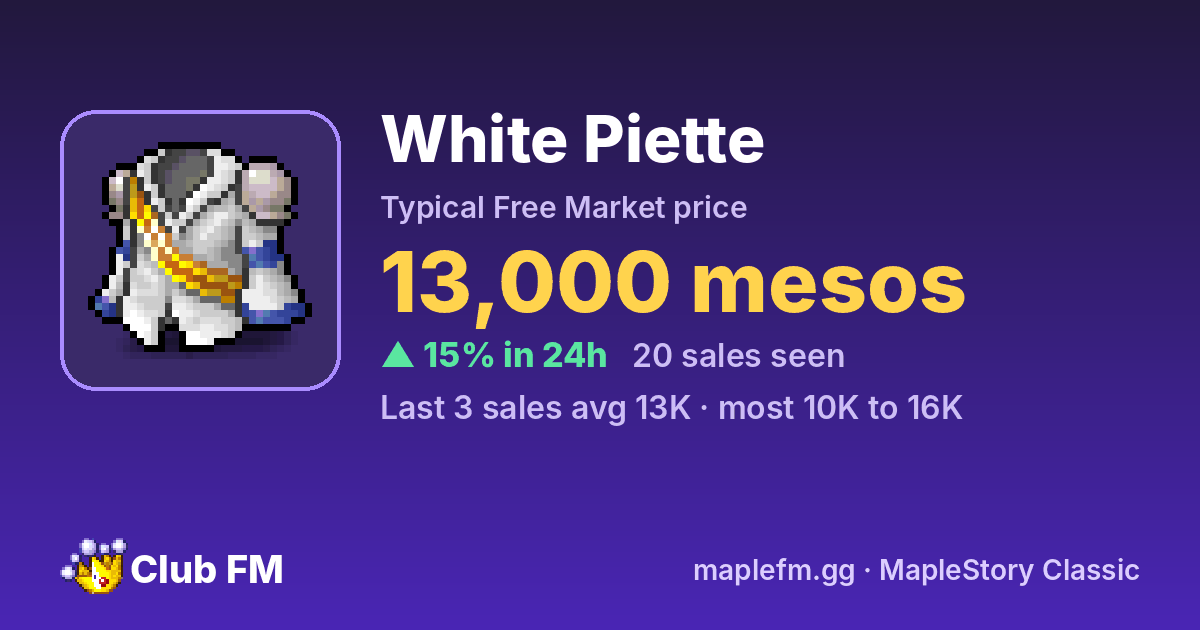 White Piette
Typical Free Market price
13,000 mesos
▲ 15% in 24h 20 sales seen
Last 3 sales avg 13K · most 10K to 16K
Club FM
maplefm.gg · MapleStory Classic